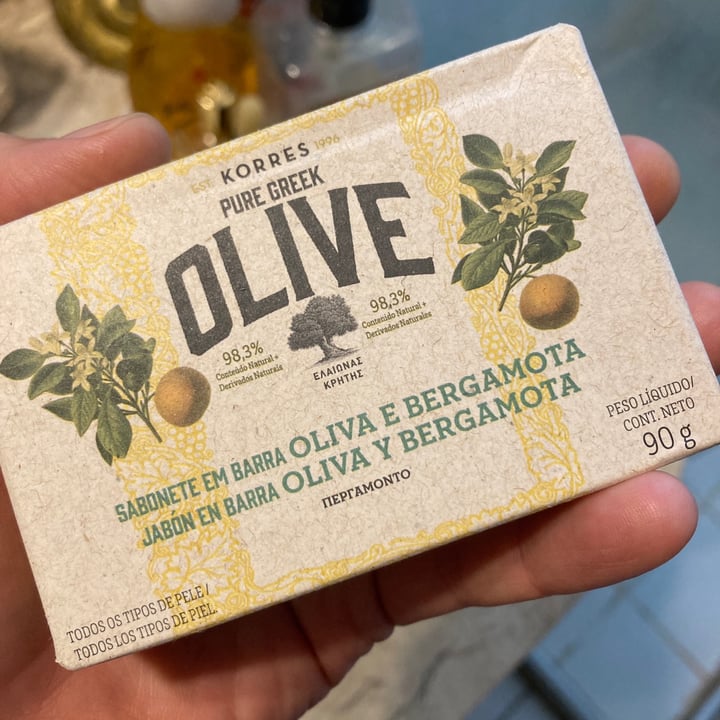 KORRES
EST. 1996
PURE GREEK
OLIVE
98,3%
Conteúdo Natural +
Derivados Naturais
98,3%
Contenido Natural +
Derivados Naturales
ΕΛΑΙΩΝΑΣ
ΚΡΗΤΗΣ
SABONETE EM BARRA OLIVA E BERGAMOTA
JABÓN EN BARRA OLIVA Y BERGAMOTA
ΠΕΡΓΑΜΟΝΤΟ
PESO LÍQUIDO/
CONT. NETO
90 g
TODOS OS TIPOS DE PELE /
TODOS LOS TIPOS DE PIEL.